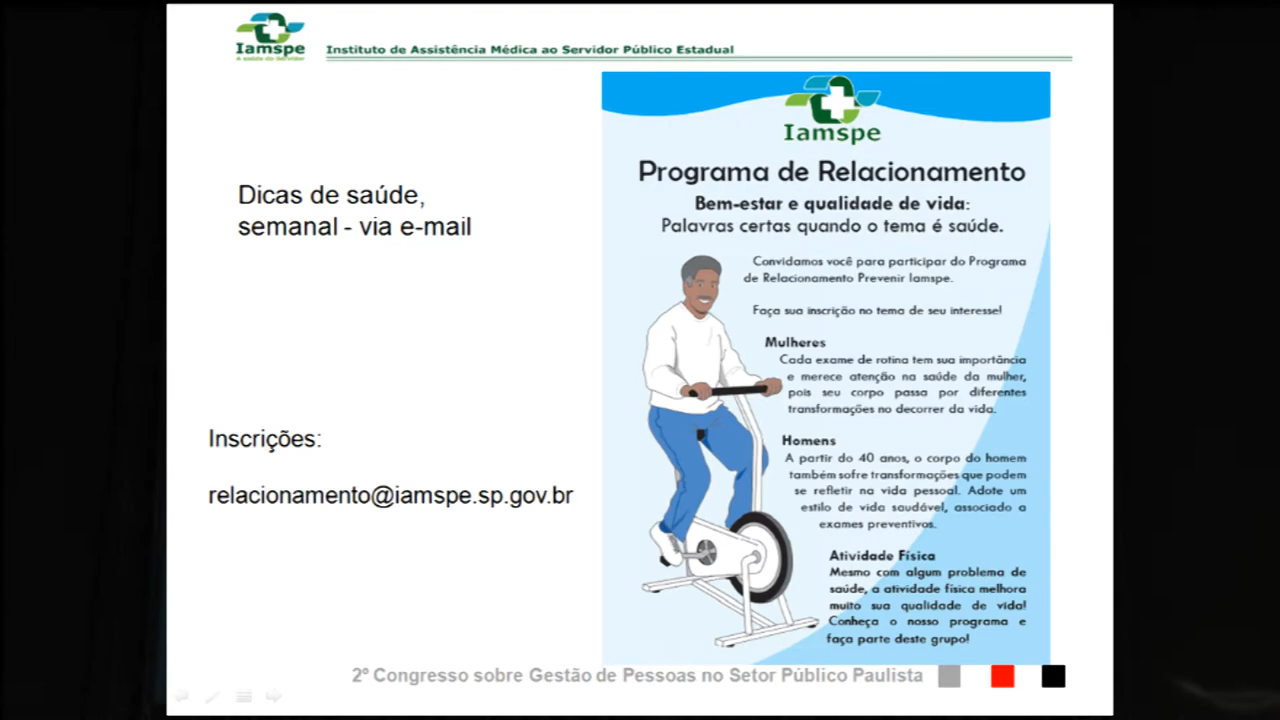 Iamspe
A saúde do Servidor
Instituto de Assistência Médica ao Servidor Público Estadual
Dicas de saúde,
semanal - via e-mail
Inscrições:
relacionamento@iamspe.sp.gov.br
Iamspe
Programa de Relacionamento
Bem-estar e qualidade de vida:
Palavras certas quando o tema é saúde.
Convidamos você para participar do Programa
de Relacionamento Prevenir Iamspe.
Faça sua inscrição no tema de seu interesse!
Mulheres
Cada exame de rotina tem sua importância
e merece atenção na saúde da mulher,
pois seu corpo passa por diferentes
transformações no decorrer da vida.
Homens
A partir do 40 anos, o corpo do homem
também sofre transformações que podem
se refletir na vida pessoal. Adote um
estilo de vida saudável, associado a
exames preventivos.
Atividade Física
Mesmo com algum problema de
saúde, a atividade física melhora
muito sua qualidade de vida!
Conheça o nosso programa e
faça parte deste grupo!
2º Congresso sobre Gestão de Pessoas no Setor Público Paulista